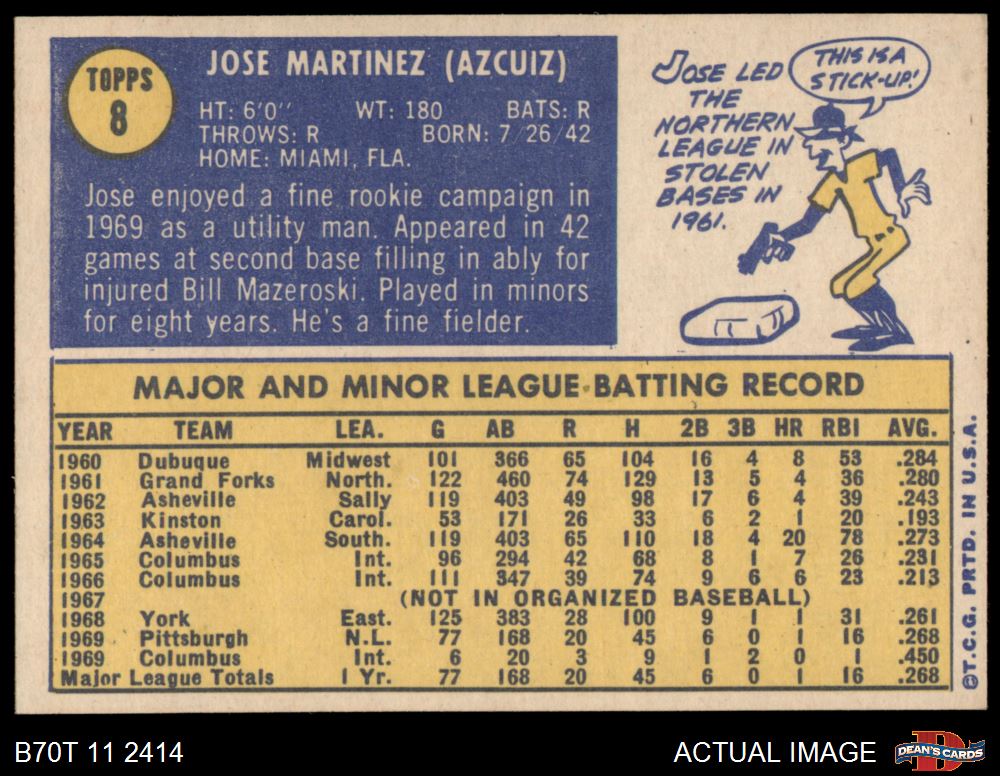 TOPPS
8
JOSE MARTINEZ (AZCUIZ)
HT: 6'0" WT: 180 BATS: R
THROWS: R BORN: 7/26/42
HOME: MIAMI, FLA.
Jose enjoyed a fine rookie campaign in
1969 as a utility man. Appeared in 42
games at second base filling in ably for
injured Bill Mazeroski. Played in minors
for eight years. He's a fine fielder.
JOSE LED
THE
NORTHERN
LEAGUE IN
STOLEN
BASES IN
1961.
THIS IS A
STICK-UP!
MAJOR AND MINOR LEAGUE BATTING RECORD
YEAR TEAM LEA. G AB R H 2B 3B HR RBI AVG.
1960 Dubuque Midwest 101 366 65 104 16 4 8 53 .284
1961 Grand Forks North. 122 460 74 129 13 5 4 36 .280
1962 Asheville Sally 119 403 49 98 17 6 4 39 .243
1963 Kinston Carol. 53 171 26 33 6 2 1 20 .193
1964 Asheville South. 119 403 65 110 18 4 20 78 .273
1965 Columbus Int. 96 294 42 68 8 1 7 26 .231
1966 Columbus Int. 111 347 39 74 9 6 6 23 .213
1967 (NOT IN ORGANIZED BASEBALL)
1968 York East. 125 383 28 100 9 1 1 31 .261
1969 Pittsburgh N.L. 77 168 20 45 6 0 1 16 .268
1969 Columbus Int. 6 20 3 9 1 2 0 1 .450
Major League Totals 1 Yr. 77 168 20 45 6 0 1 16 .268
©T.C.G. PRTD. IN U.S.A.
B70T 11 2414
ACTUAL IMAGE
DEAN'S CARDS